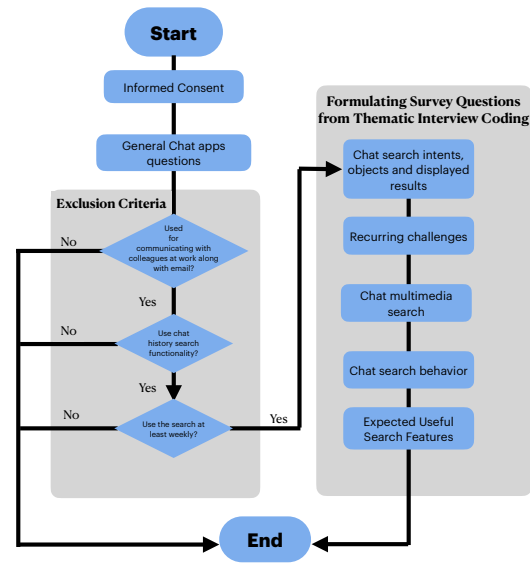 Start
Informed Consent
General Chat apps
questions
Exclusion Criteria
Used
for
communicating with
colleagues at work along
with email?
No
Yes
Use chat
history search
functionality?
No
Yes
Use the search at
least weekly?
No
Yes
Formulating Survey Questions
from Thematic Interview Coding
Chat search intents,
objects and displayed
results
Recurring challenges
Chat multimedia
search
Chat search behavior
Expected Useful
Search Features
End